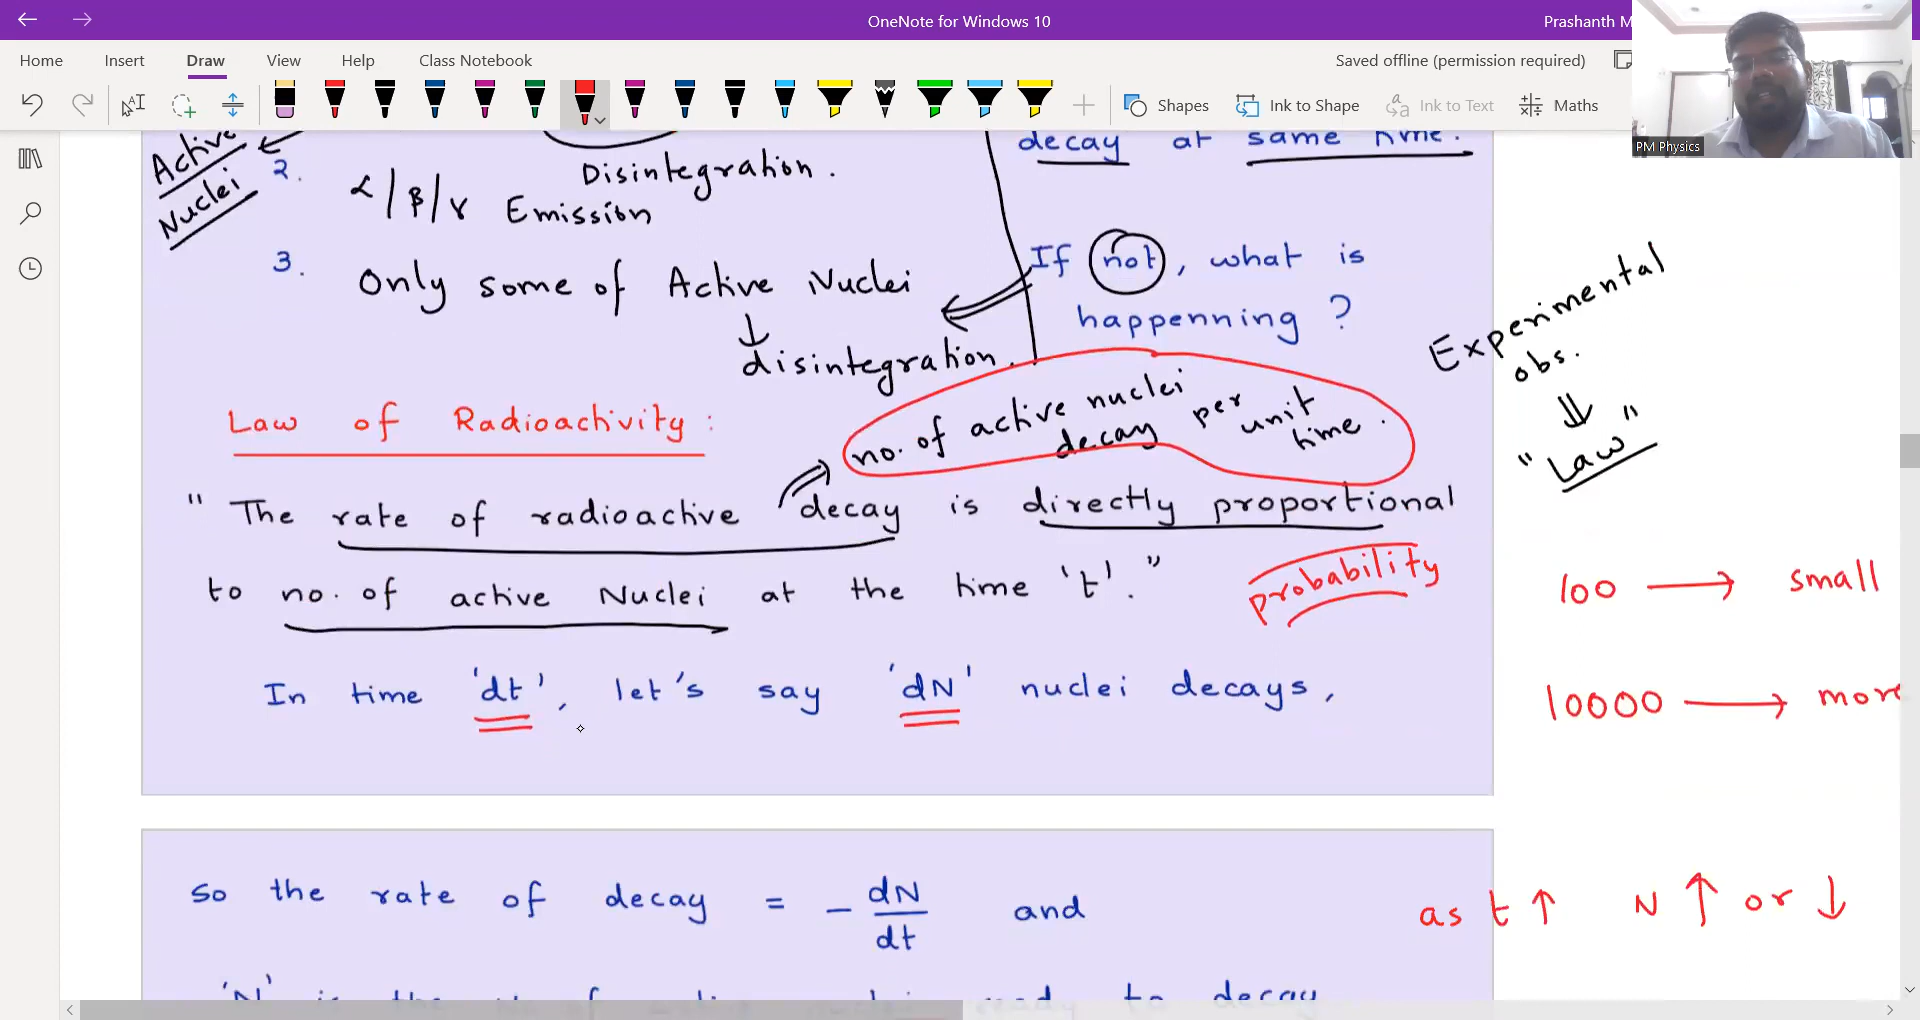 OneNote for Windows 10
Prashanth M
Home Insert Draw View Help Class Notebook
Saved offline (permission required)
Shapes Ink to Shape Ink to Text Maths
PM Physics
Active
Nuclei
2. α/β/γ Emission
Disintegration.
decay at same time.
3. Only some of Active Nuclei
↓
disintegration.
If not, what is
happenning ?
Experimental
obs.
⇓
"Law"
Law of Radioactivity:
no. of active nuclei
decay per unit
time.
"The rate of radioactive decay is directly proportional
to no. of active Nuclei at the time 't'."
probability
100 → small
10000 → more
In time 'dt', let's say 'dN' nuclei decays,
So the rate of decay = - dN/dt and
as t ↑ N ↑ or ↓
'N' is the
to decay